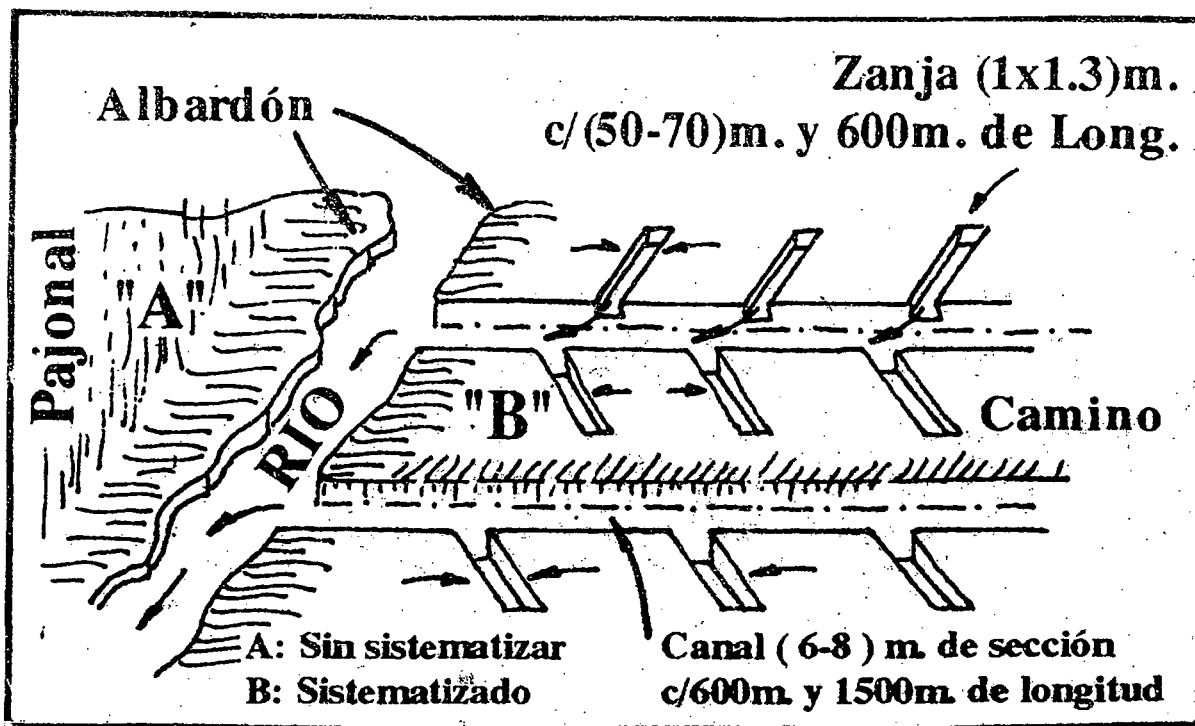 Zanja (1x1.3)m.
c/(50-70)m. y 600m. de Long.
Albardón
Pajonal
"A"
RIO
"B"
Camino
A: Sin sistematizar
B: Sistematizado
Canal ( 6-8 ) m. de sección
c/600m. y 1500m. de longitud